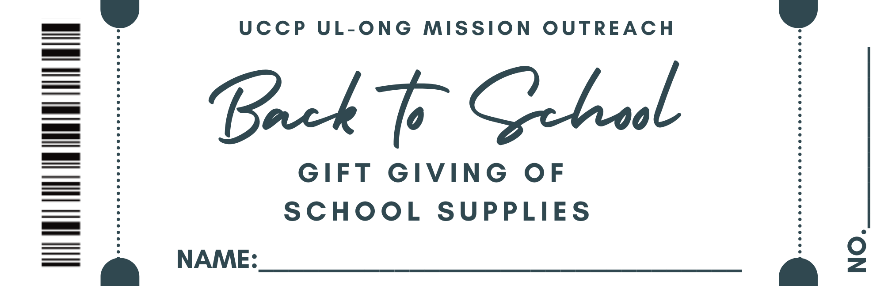 UCCP UL-ONG MISSION OUTREACH
Back to School
GIFT GIVING OF
SCHOOL SUPPLIES
NAME:
NO.